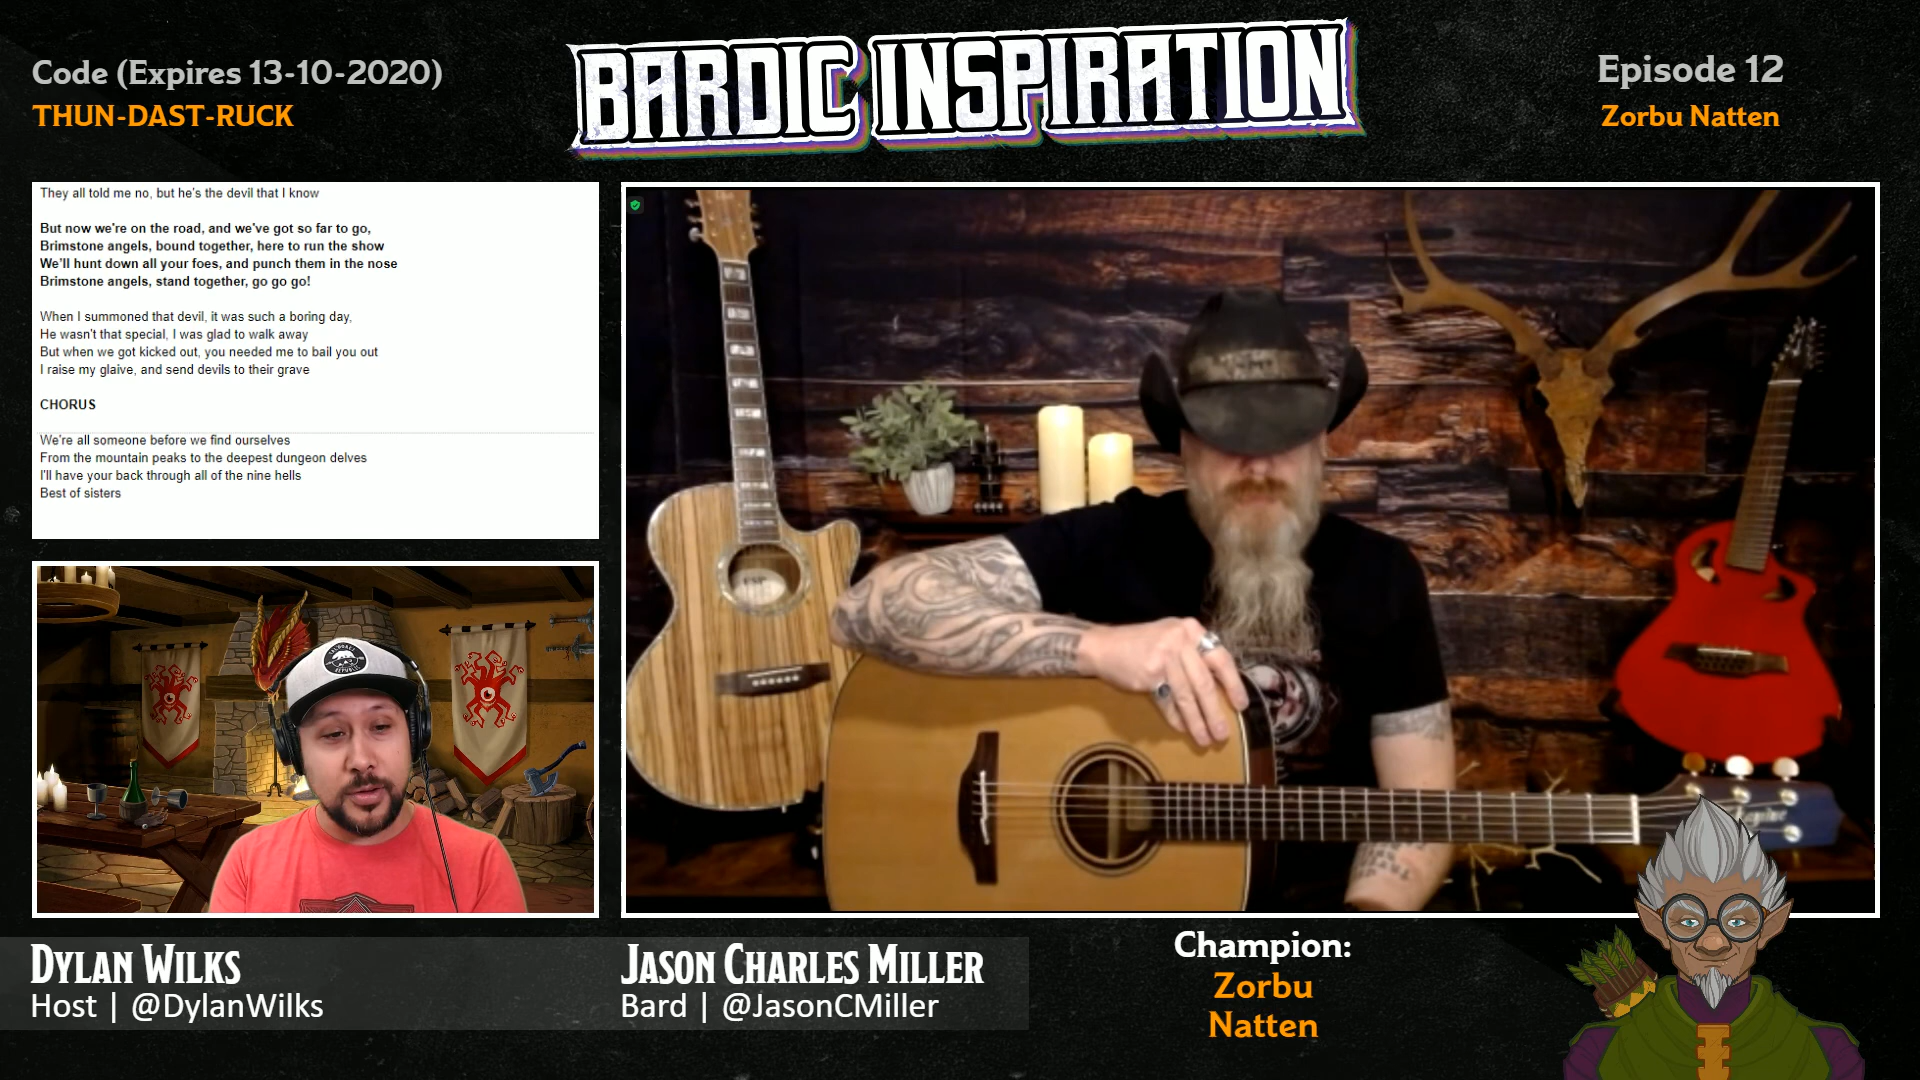 Code (Expires 13-10-2020)
THUN-DAST-RUCK
BARDIC INSPIRATION
Episode 12
Zorbu Natten
They all told me no, but he's the devil that I know
But now we're on the road, and we've got so far to go,
Brimstone angels, bound together, here to run the show
We'll hunt down all your foes, and punch them in the nose
Brimstone angels, stand together, go go go!
When I summoned that devil, it was such a boring day,
He wasn't that special, I was glad to walk away
But when we got kicked out, you needed me to bail you out
I raise my glaive, and send devils to their grave
CHORUS
We're all someone before we find ourselves
From the mountain peaks to the deepest dungeon delves
I'll have your back through all of the nine hells
Best of sisters
ESP
DYLAN WILKS
Host | @DylanWilks
JASON CHARLES MILLER
Bard | @JasonCMiller
Champion:
Zorbu
Natten